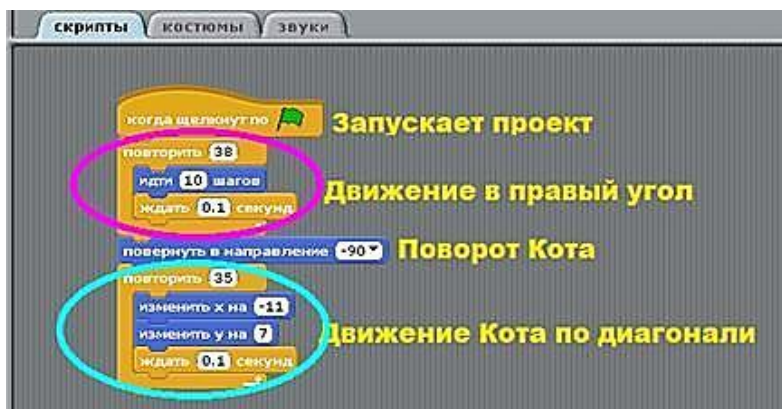 скрипты костюмы звуки
когда щелкнут по Запускает проект
повторить 38
идти 10 шагов
ждать 0.1 секунд
Движение в правый угол
повернуть в направление -90 Поворот Кота
повторить 35
изменить х на -11
изменить у на 7
Движение Кота по диагонали
ждать 0.1 секунд